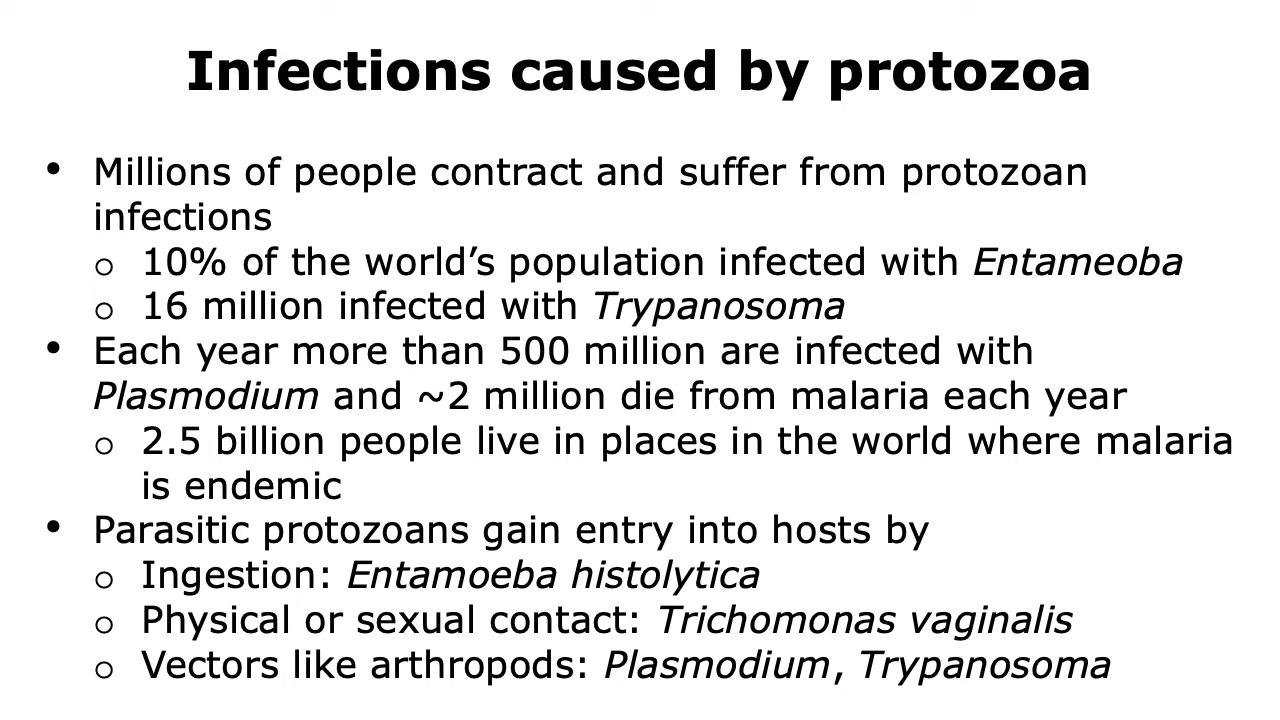 Infections caused by protozoa
• Millions of people contract and suffer from protozoan
infections
○ 10% of the world’s population infected with Entameoba
○ 16 million infected with Trypanosoma
• Each year more than 500 million are infected with
Plasmodium and ~2 million die from malaria each year
○ 2.5 billion people live in places in the world where malaria
is endemic
• Parasitic protozoans gain entry into hosts by
○ Ingestion: Entamoeba histolytica
○ Physical or sexual contact: Trichomonas vaginalis
○ Vectors like arthropods: Plasmodium, Trypanosoma